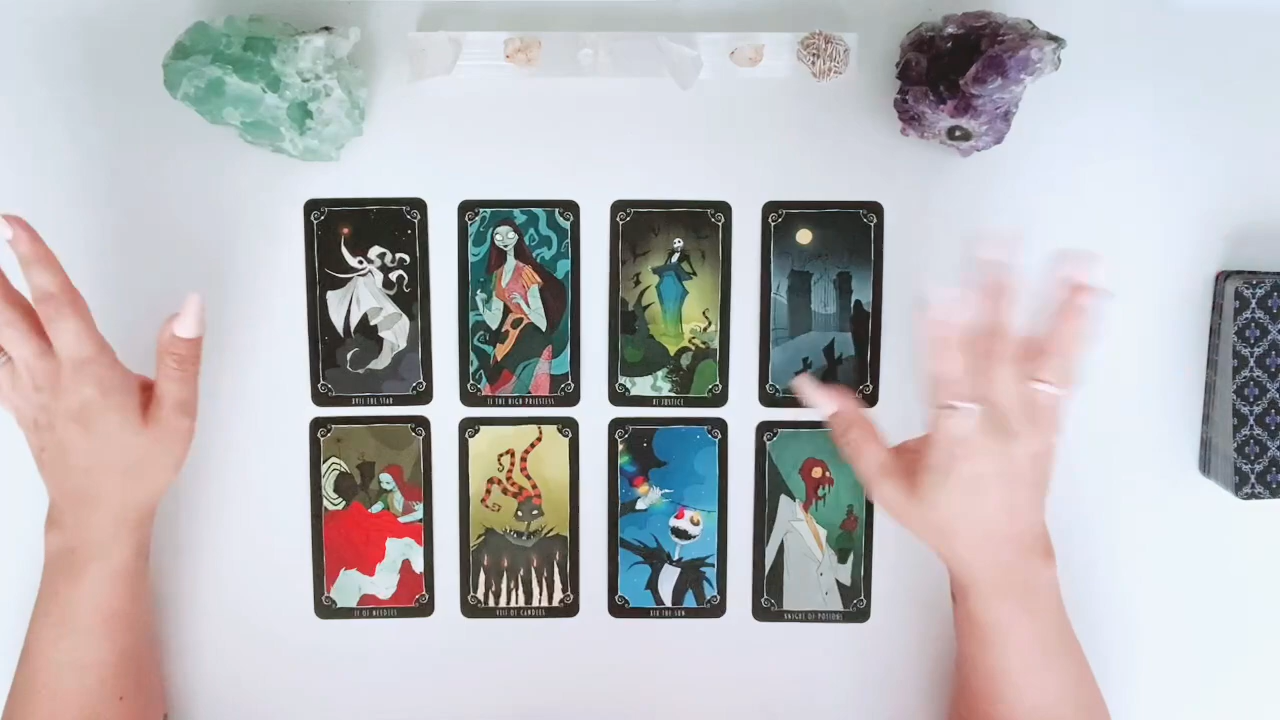 XVII THE STAR
II THE HIGH PRIESTESS
XI JUSTICE
II OF NEEDLES
VIII OF CANDLES
XIX THE SUN
KNIGHT OF POTIONS